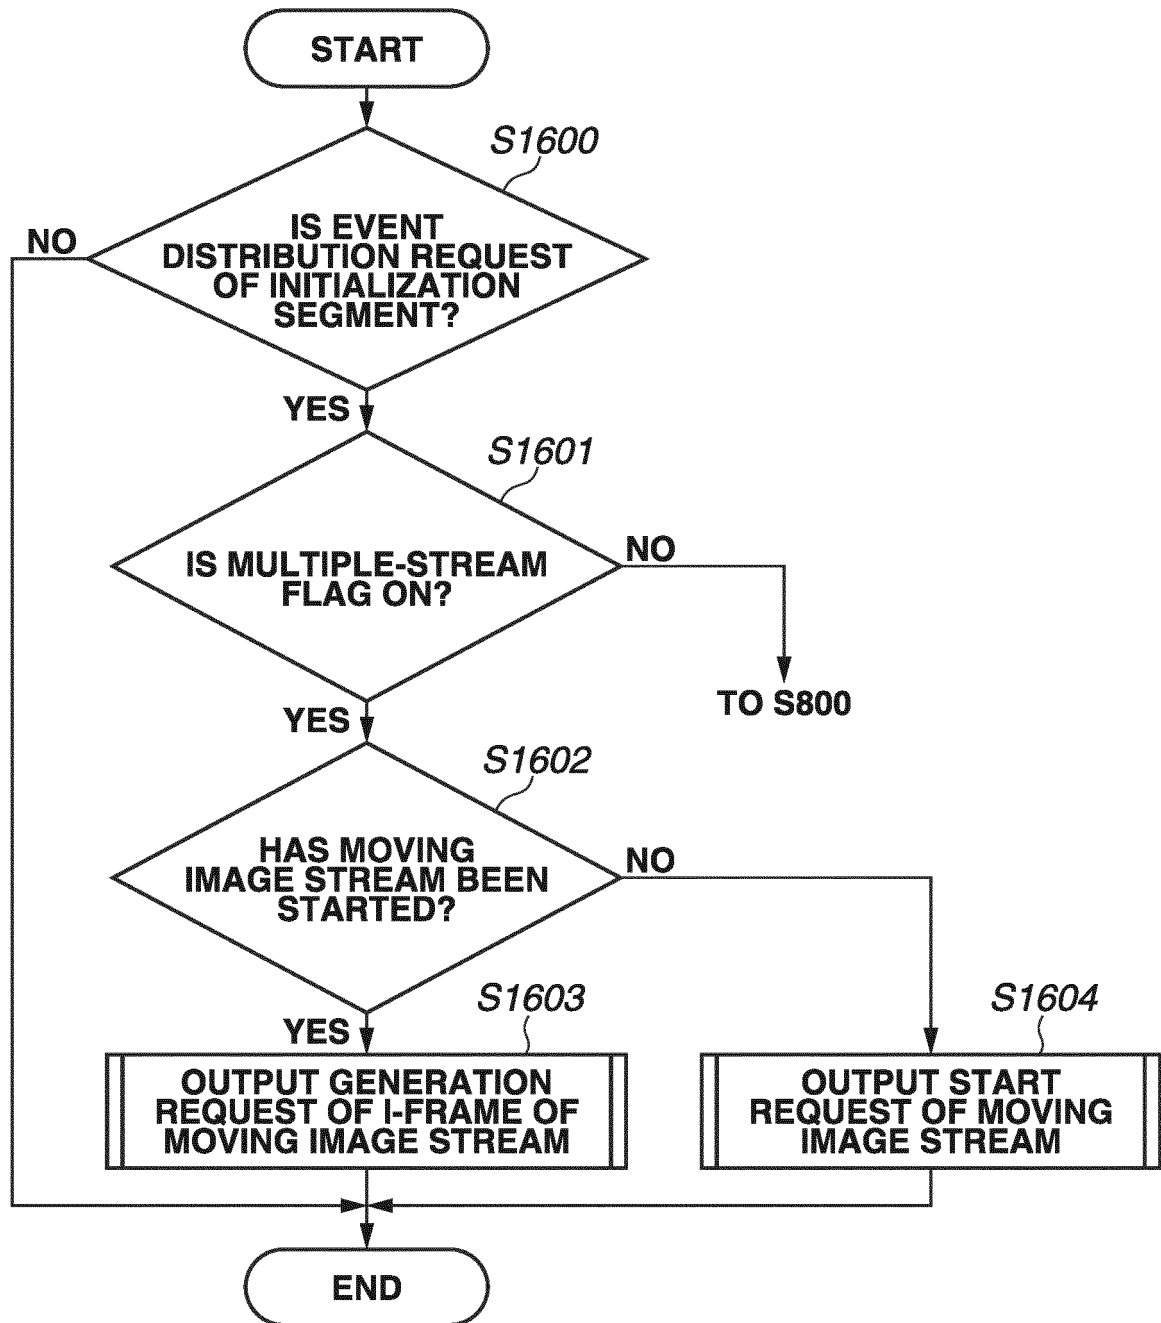 START
S1600
IS EVENT
DISTRIBUTION REQUEST
OF INITIALIZATION
SEGMENT?
NO
YES
S1601
IS MULTIPLE-STREAM
FLAG ON?
NO
TO S800
YES
S1602
HAS MOVING
IMAGE STREAM BEEN
STARTED?
NO
YES
S1603
OUTPUT GENERATION
REQUEST OF I-FRAME OF
MOVING IMAGE STREAM
S1604
OUTPUT START
REQUEST OF MOVING
IMAGE STREAM
END